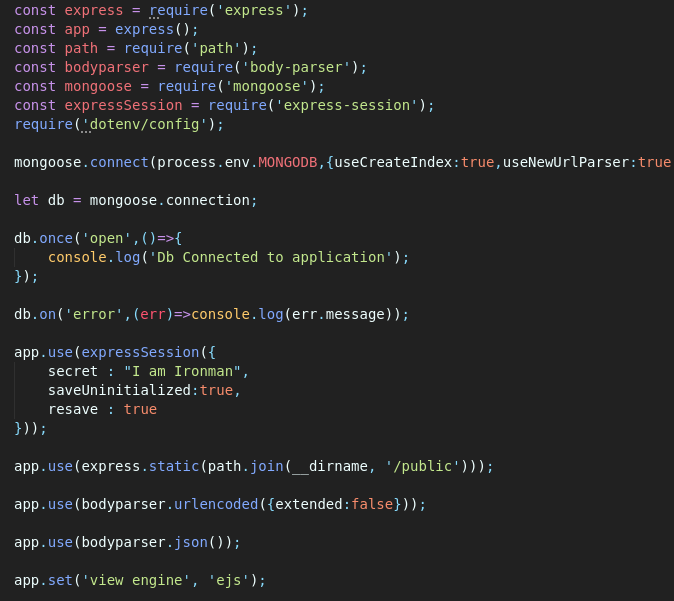 const express = require('express');
const app = express();
const path = require('path');
const bodyparser = require('body-parser');
const mongoose = require('mongoose');
const expressSession = require('express-session');
require('dotenv/config');
mongoose.connect(process.env.MONGODB,{useCreateIndex:true,useNewUrlParser:true
let db = mongoose.connection;
db.once('open',()=>{
console.log('Db Connected to application');
});
db.on('error',(err)=>console.log(err.message));
app.use(expressSession({
secret : "I am Ironman",
saveUninitialized:true,
resave : true
}));
app.use(express.static(path.join(__dirname, '/public')));
app.use(bodyparser.urlencoded({extended:false}));
app.use(bodyparser.json());
app.set('view engine', 'ejs');